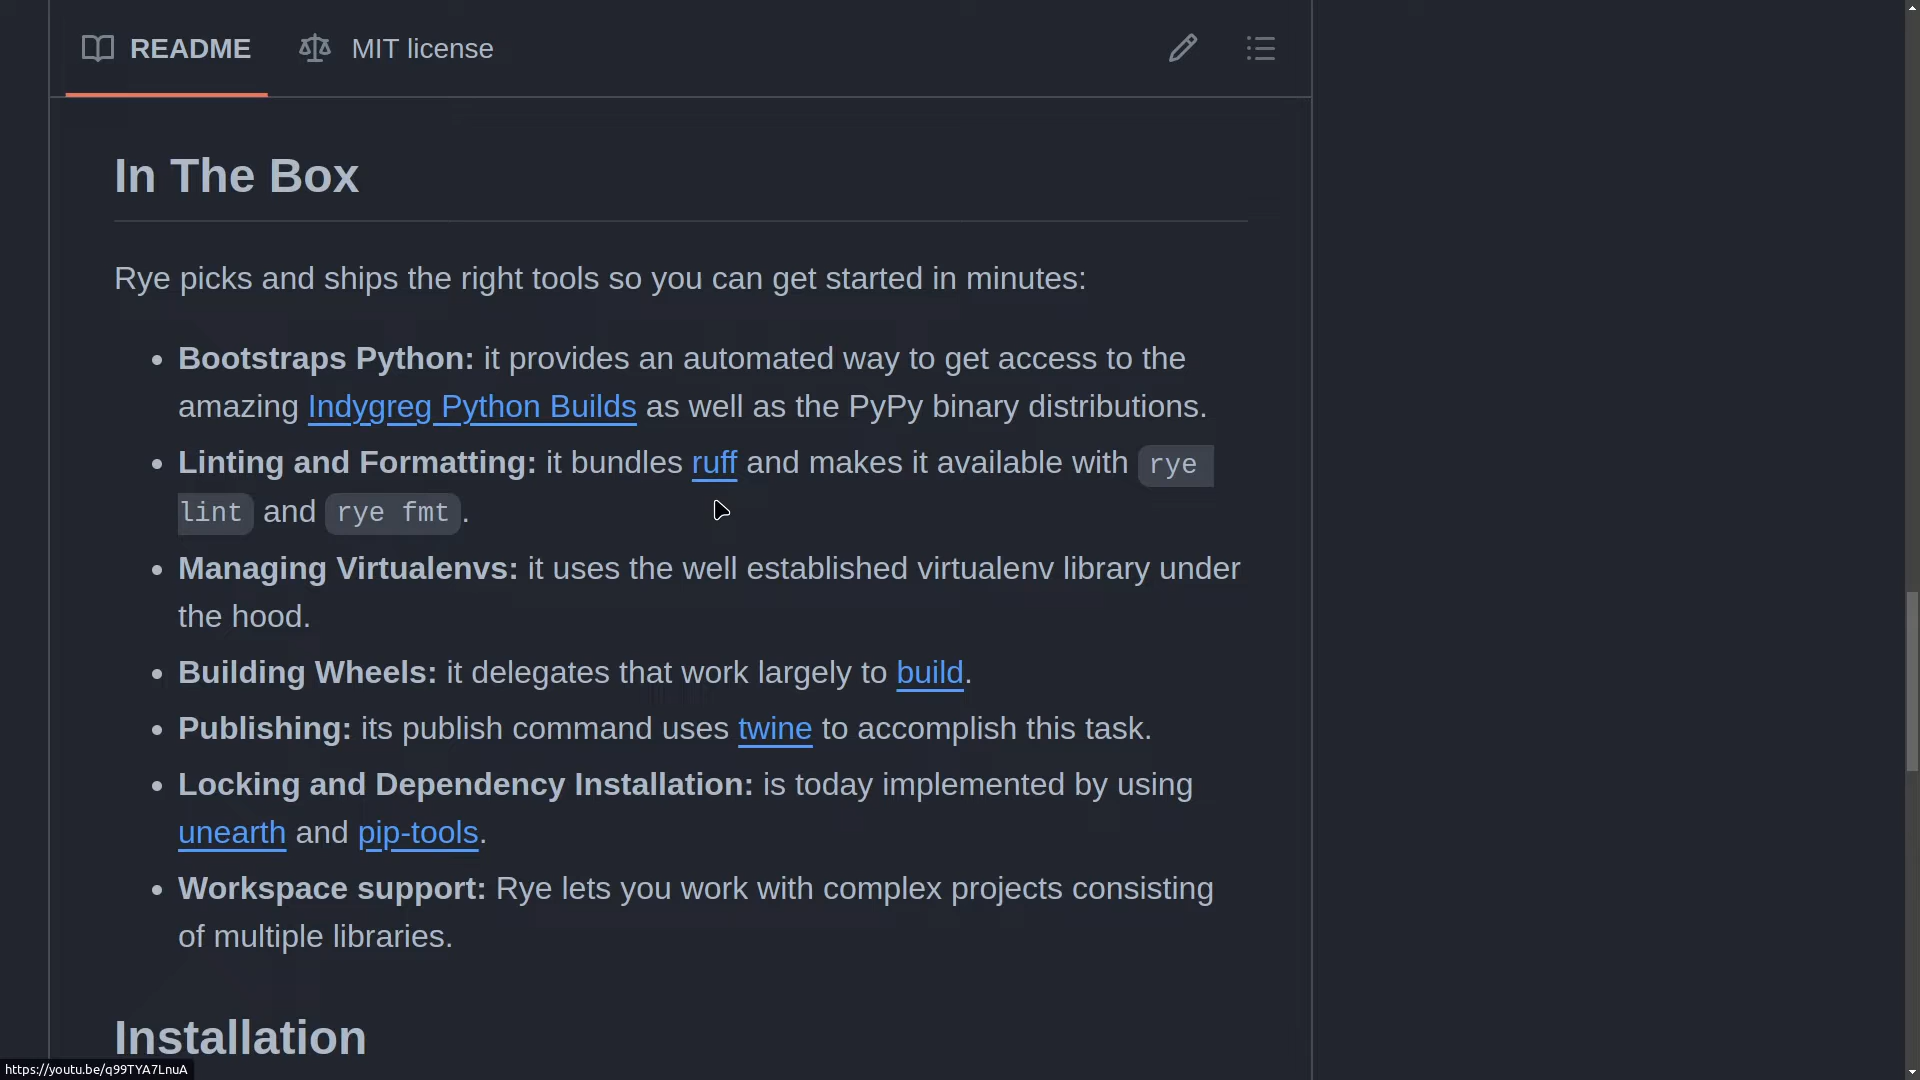 README MIT license
In The Box
Rye picks and ships the right tools so you can get started in minutes:
Bootstraps Python: it provides an automated way to get access to the
amazing Indygreg Python Builds as well as the PyPy binary distributions.
Linting and Formatting: it bundles ruff and makes it available with rye
lint and rye fmt.
Managing Virtualenvs: it uses the well established virtualenv library under
the hood.
Building Wheels: it delegates that work largely to build.
Publishing: its publish command uses twine to accomplish this task.
Locking and Dependency Installation: is today implemented by using
unearth and pip-tools.
Workspace support: Rye lets you work with complex projects consisting
of multiple libraries.
Installation
https://youtu.be/q99TYA7LnuA